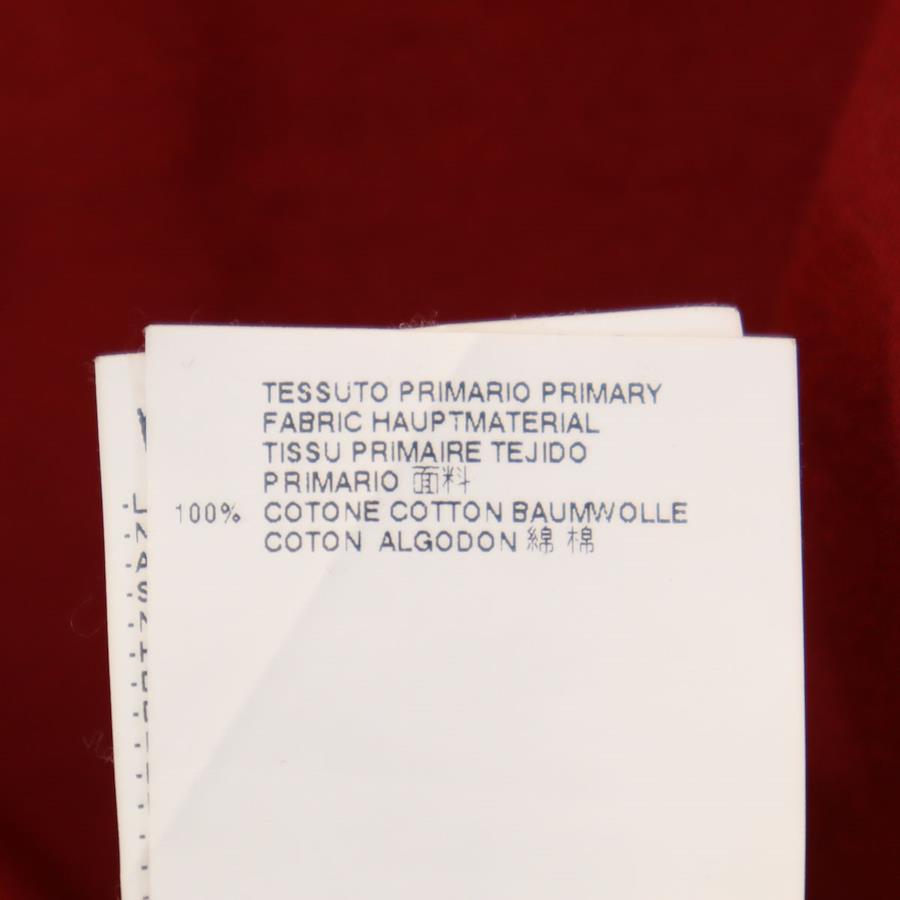 TESSUTO PRIMARIO PRIMARY
FABRIC HAUPTMATERIAL
TISSU PRIMAIRE TEJIDO
PRIMARIO 面料
100% COTONE COTTON BAUMWOLLE
COTON ALGODON 綿 棉